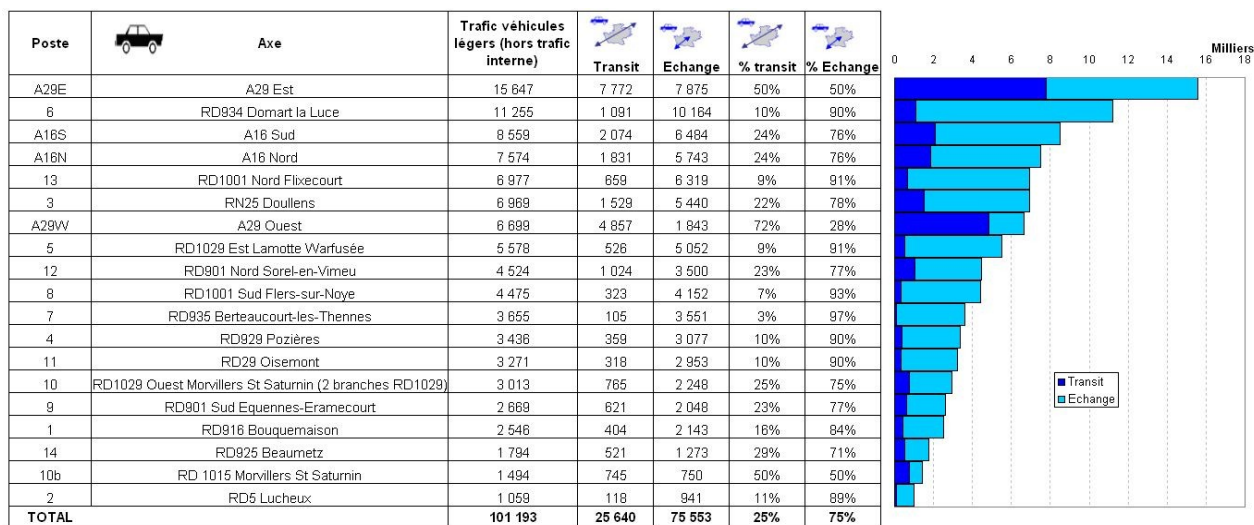 Poste Axe Trafic véhicules légers (hors trafic interne) Transit Echange % transit % Echange
A29E A29 Est 15 647 7 772 7 875 50% 50%
6 RD934 Domart la Luce 11 255 1 091 10 164 10% 90%
A16S A16 Sud 8 559 2 074 6 484 24% 76%
A16N A16 Nord 7 574 1 831 5 743 24% 76%
13 RD1001 Nord Flixecourt 6 977 659 6 319 9% 91%
3 RN25 Doullens 6 969 1 529 5 440 22% 78%
A29W A29 Ouest 6 699 4 857 1 843 72% 28%
5 RD1029 Est Lamotte Warfusée 5 578 526 5 052 9% 91%
12 RD901 Nord Sorel-en-Vimeu 4 524 1 024 3 500 23% 77%
8 RD1001 Sud Flers-sur-Noye 4 475 323 4 152 7% 93%
7 RD935 Berteaucourt-les-Thennes 3 655 105 3 551 3% 97%
4 RD929 Pozières 3 436 359 3 077 10% 90%
11 RD29 Oisemont 3 271 318 2 953 10% 90%
10 RD1029 Ouest Morvillers St Saturnin (2 branches RD1029) 3 013 765 2 248 25% 75%
9 RD901 Sud Equennes-Eramecourt 2 669 621 2 048 23% 77%
1 RD916 Bouquemaison 2 546 404 2 143 16% 84%
14 RD925 Beaumetz 1 794 521 1 273 29% 71%
10b RD 1015 Morvillers St Saturnin 1 494 745 750 50% 50%
2 RD5 Lucheux 1 059 118 941 11% 89%
TOTAL 101 193 25 640 75 553 25% 75%
Milliers
0 2 4 6 8 10 12 14 16 18
Transit
Echange